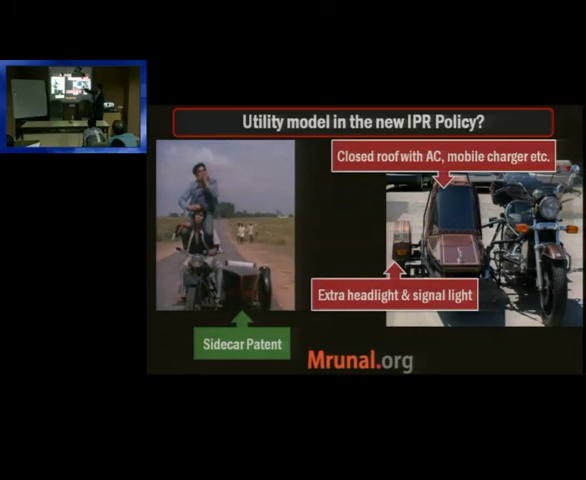 Utility model in the new IPR Policy?
Closed roof with AC, mobile charger etc.
Extra headlight & signal light
Sidecar Patent
Mrunal.org